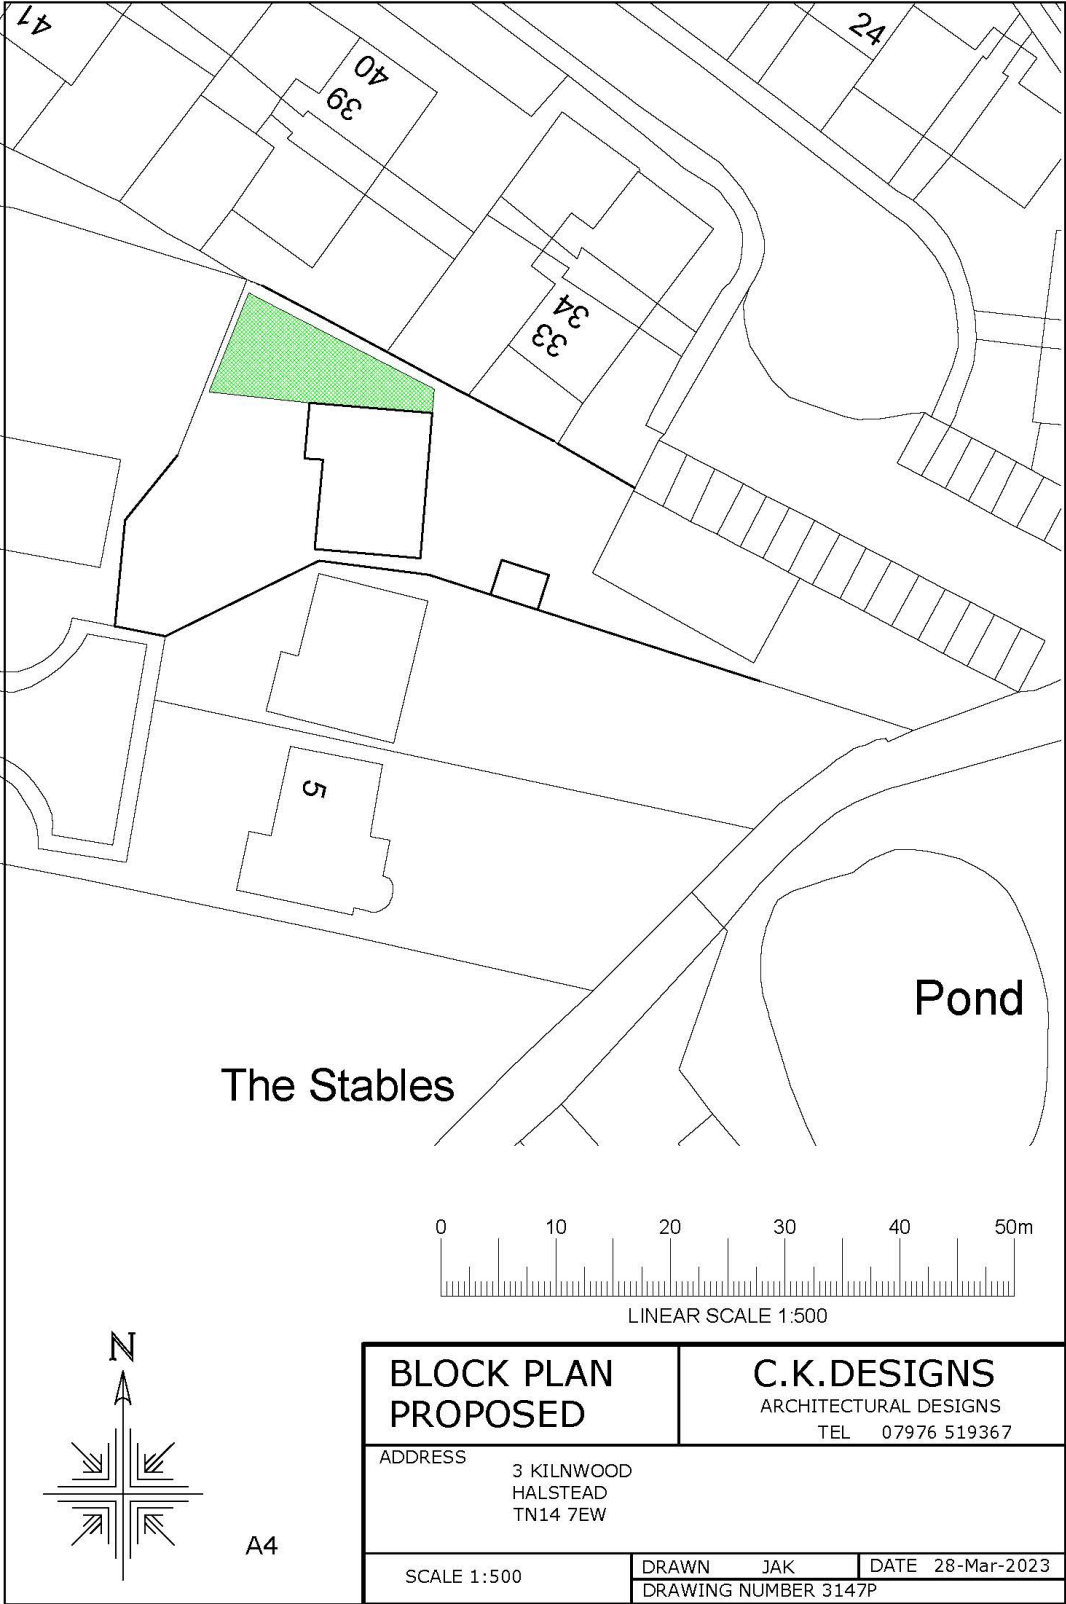 41
40
39
24
34
33
5
Pond
The Stables
0 10 20 30 40 50m
LINEAR SCALE 1:500
N
A4
BLOCK PLAN
PROPOSED
C.K.DESIGNS
ARCHITECTURAL DESIGNS
TEL 07976 519367
ADDRESS
3 KILNWOOD
HALSTEAD
TN14 7EW
SCALE 1:500
DRAWN JAK
DATE 28-Mar-2023
DRAWING NUMBER 3147P